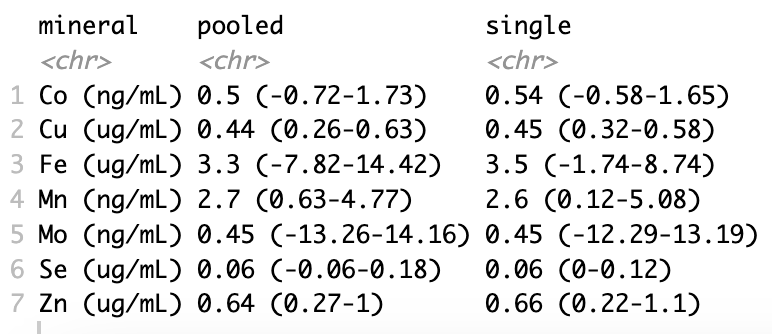 mineral pooled single
<chr> <chr> <chr>
1 Co (ng/mL) 0.5 (-0.72-1.73) 0.54 (-0.58-1.65)
2 Cu (ug/mL) 0.44 (0.26-0.63) 0.45 (0.32-0.58)
3 Fe (ug/mL) 3.3 (-7.82-14.42) 3.5 (-1.74-8.74)
4 Mn (ng/mL) 2.7 (0.63-4.77) 2.6 (0.12-5.08)
5 Mo (ng/mL) 0.45 (-13.26-14.16) 0.45 (-12.29-13.19)
6 Se (ug/mL) 0.06 (-0.06-0.18) 0.06 (0-0.12)
7 Zn (ug/mL) 0.64 (0.27-1) 0.66 (0.22-1.1)